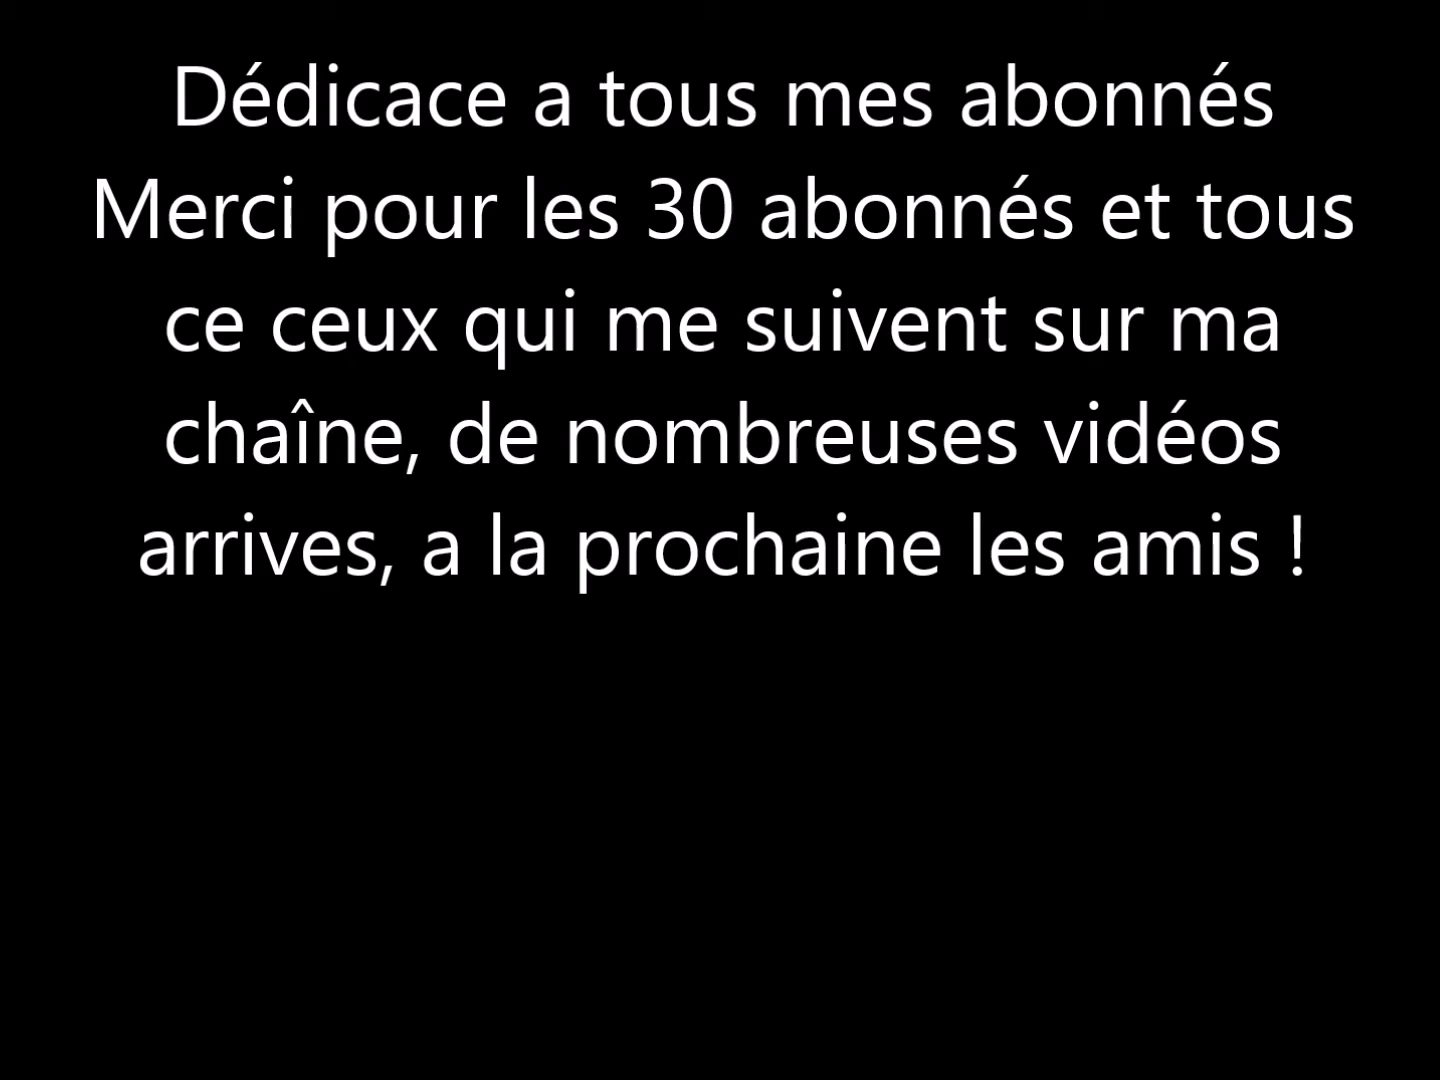 Dédicace a tous mes abonnés
Merci pour les 30 abonnés et tous
ce ceux qui me suivent sur ma
chaîne, de nombreuses vidéos
arrives, a la prochaine les amis !